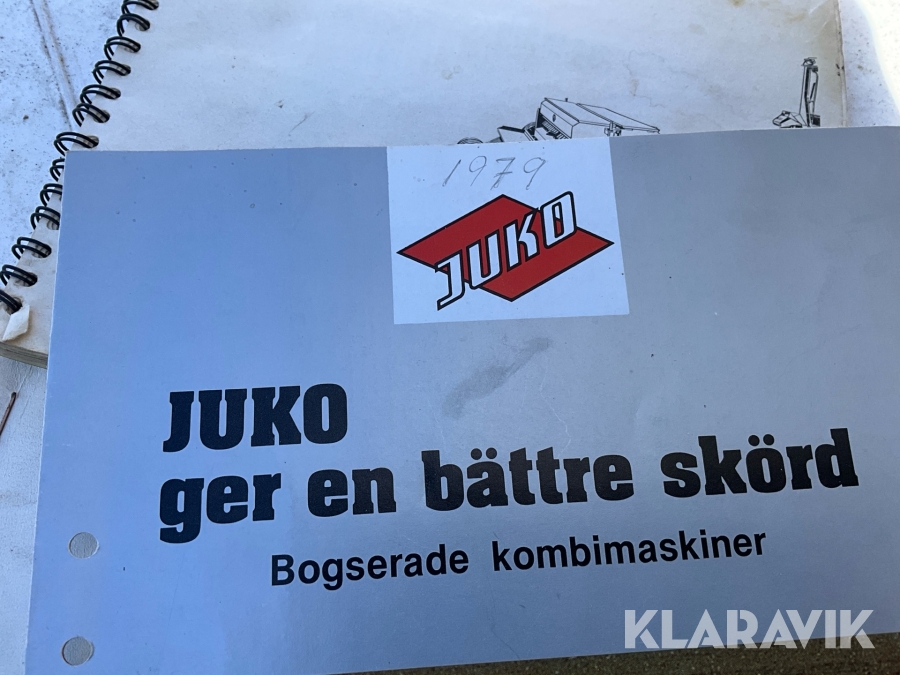 1979
JUKO
JUKO
ger en bättre skörd
Bogserade kombimaskiner
KLARAVIK